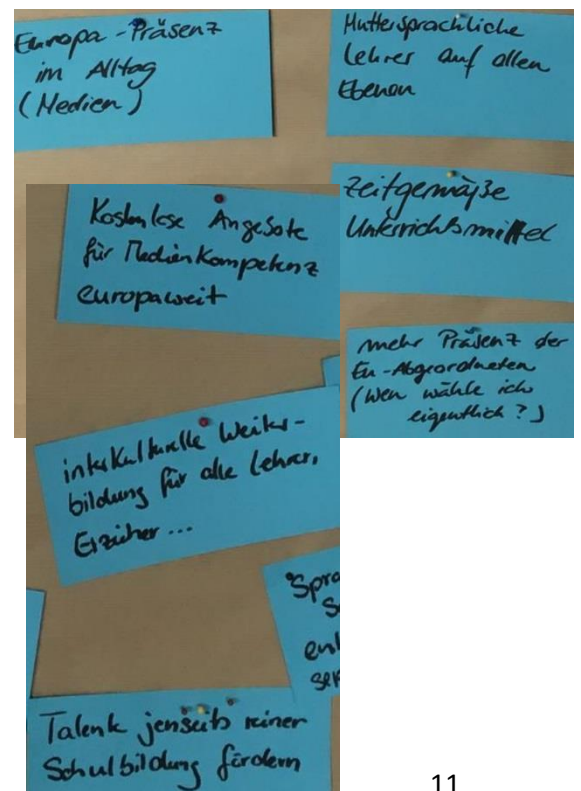 Europa-Präsenz
im Alltag
(Medien)
Muttersprachliche
Lehrer auf allen
Ebenen
zeitgemäße
Unterrichtsmittel
mehr Präsenz der
EU-Abgeordneten
(Wen wähle ich
eigentlich?)
Kostenlose Angebote
für Medienkompetenz
europaweit
interkulturelle Weiter-
bildung für alle Lehrer,
Erzieher...
Talente jenseits reiner
Schulbildung fördern
11